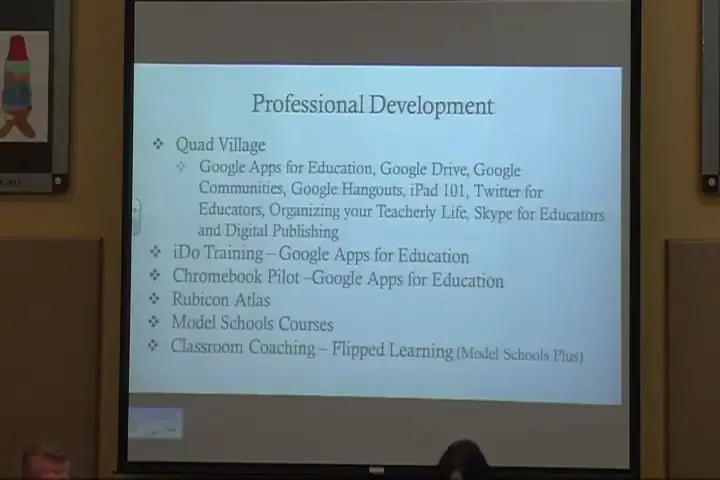 Professional Development
❖ Quad Village
❖ Google Apps for Education, Google Drive, Google
Communities, Google Hangouts, iPad 101, Twitter for
Educators, Organizing your Teacherly Life, Skype for Educators
and Digital Publishing
❖ iDo Training – Google Apps for Education
❖ Chromebook Pilot –Google Apps for Education
❖ Rubicon Atlas
❖ Model Schools Courses
❖ Classroom Coaching – Flipped Learning (Model Schools Plus)